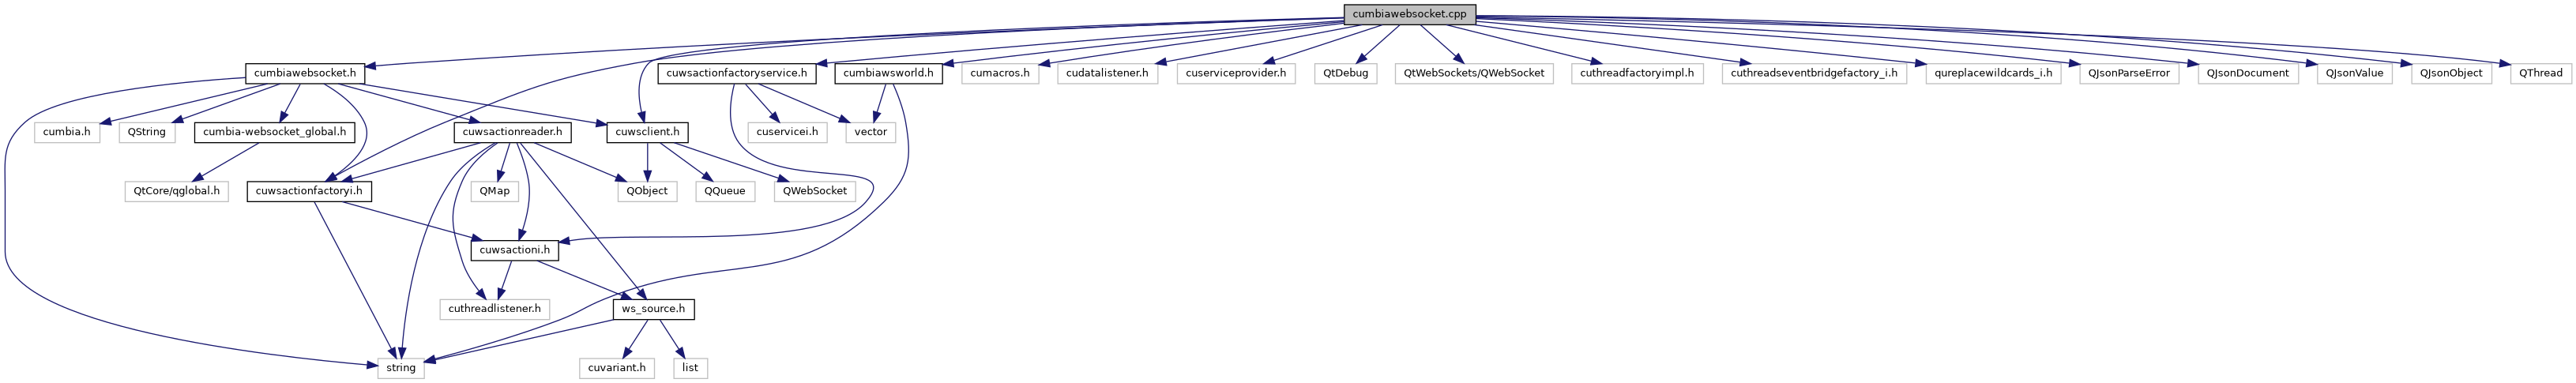 cumbiawebsocket.cpp
cumbiawebsocket.h
cuwsactionfactoryservice.h
cumbiawsworld.h
cumacros.h
cudatalistener.h
cuserviceprovider.h
QtDebug
QtWebSockets/QWebSocket
cuthreadfactoryimpl.h
cuthreadseventbridgefactory_i.h
qureplacewildcards_i.h
QJsonParseError
QJsonDocument
QJsonValue
QJsonObject
QThread
cumbia.h
QString
cumbia-websocket_global.h
cuwsactionreader.h
cuwsclient.h
cuservicei.h
vector
QtCore/qglobal.h
cuwsactionfactoryi.h
QMap
QObject
QQueue
QWebSocket
cuwsactioni.h
cuthreadlistener.h
ws_source.h
string
cuvariant.h
list